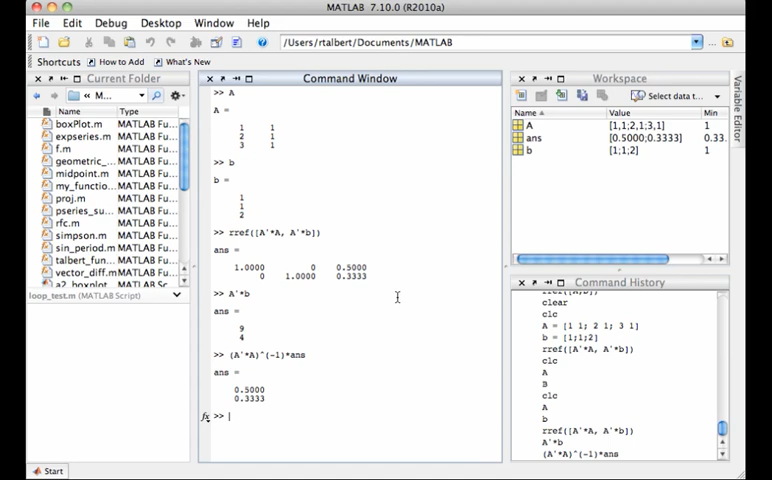 MATLAB 7.10.0 (R2010a)
File Edit Debug Desktop Window Help
/Users/rtalbert/Documents/MATLAB
Shortcuts How to Add What's New
Current Folder
« M...
Name Type
boxPlot.m MATLAB Fu...
expseries.m MATLAB Fu...
f.m MATLAB Fu...
geometric_... MATLAB Fu...
midpoint.m MATLAB Fu...
my_functio... MATLAB Fu...
proj.m MATLAB Fu...
pseries_su... MATLAB Fu...
rfc.m MATLAB Fu...
simpson.m MATLAB Fu...
sin_period.m MATLAB Fu...
talbert_fun... MATLAB Fu...
vector_diff.m MATLAB Fu...
a2_boxplot
loop_test.m (MATLAB Script)
Start
Command Window
>> A
A =
1 1
2 1
3 1
>> b
b =
1
1
2
>> rref([A'*A, A'*b])
ans =
1.0000 0 0.5000
0 1.0000 0.3333
>> A'*b
ans =
9
4
>> (A'*A)^(-1)*ans
ans =
0.5000
0.3333
fx >>
Workspace
Select data t...
Name Value Min
A [1,1;2,1;3,1] 1
ans [0.5000;0.3333] 0.33...
b [1;1;2] 1
Variable Editor
Command History
rref([A,b])
clear
clc
A = [1 1; 2 1; 3 1]
b = [1;1;2]
rref([A'*A, A'*b])
clc
A
B
clc
A
b
rref([A'*A, A'*b])
A'*b
(A'*A)^(-1)*ans